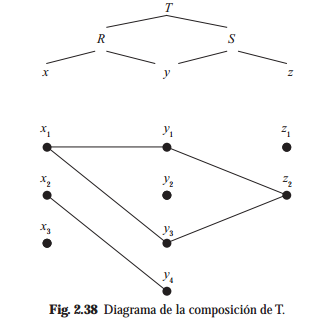 T
R S
x y z
x₁ y₁ z₁
x₂ y₂ z₂
x₃ y₃
y₄
Fig. 2.38 Diagrama de la composición de T.